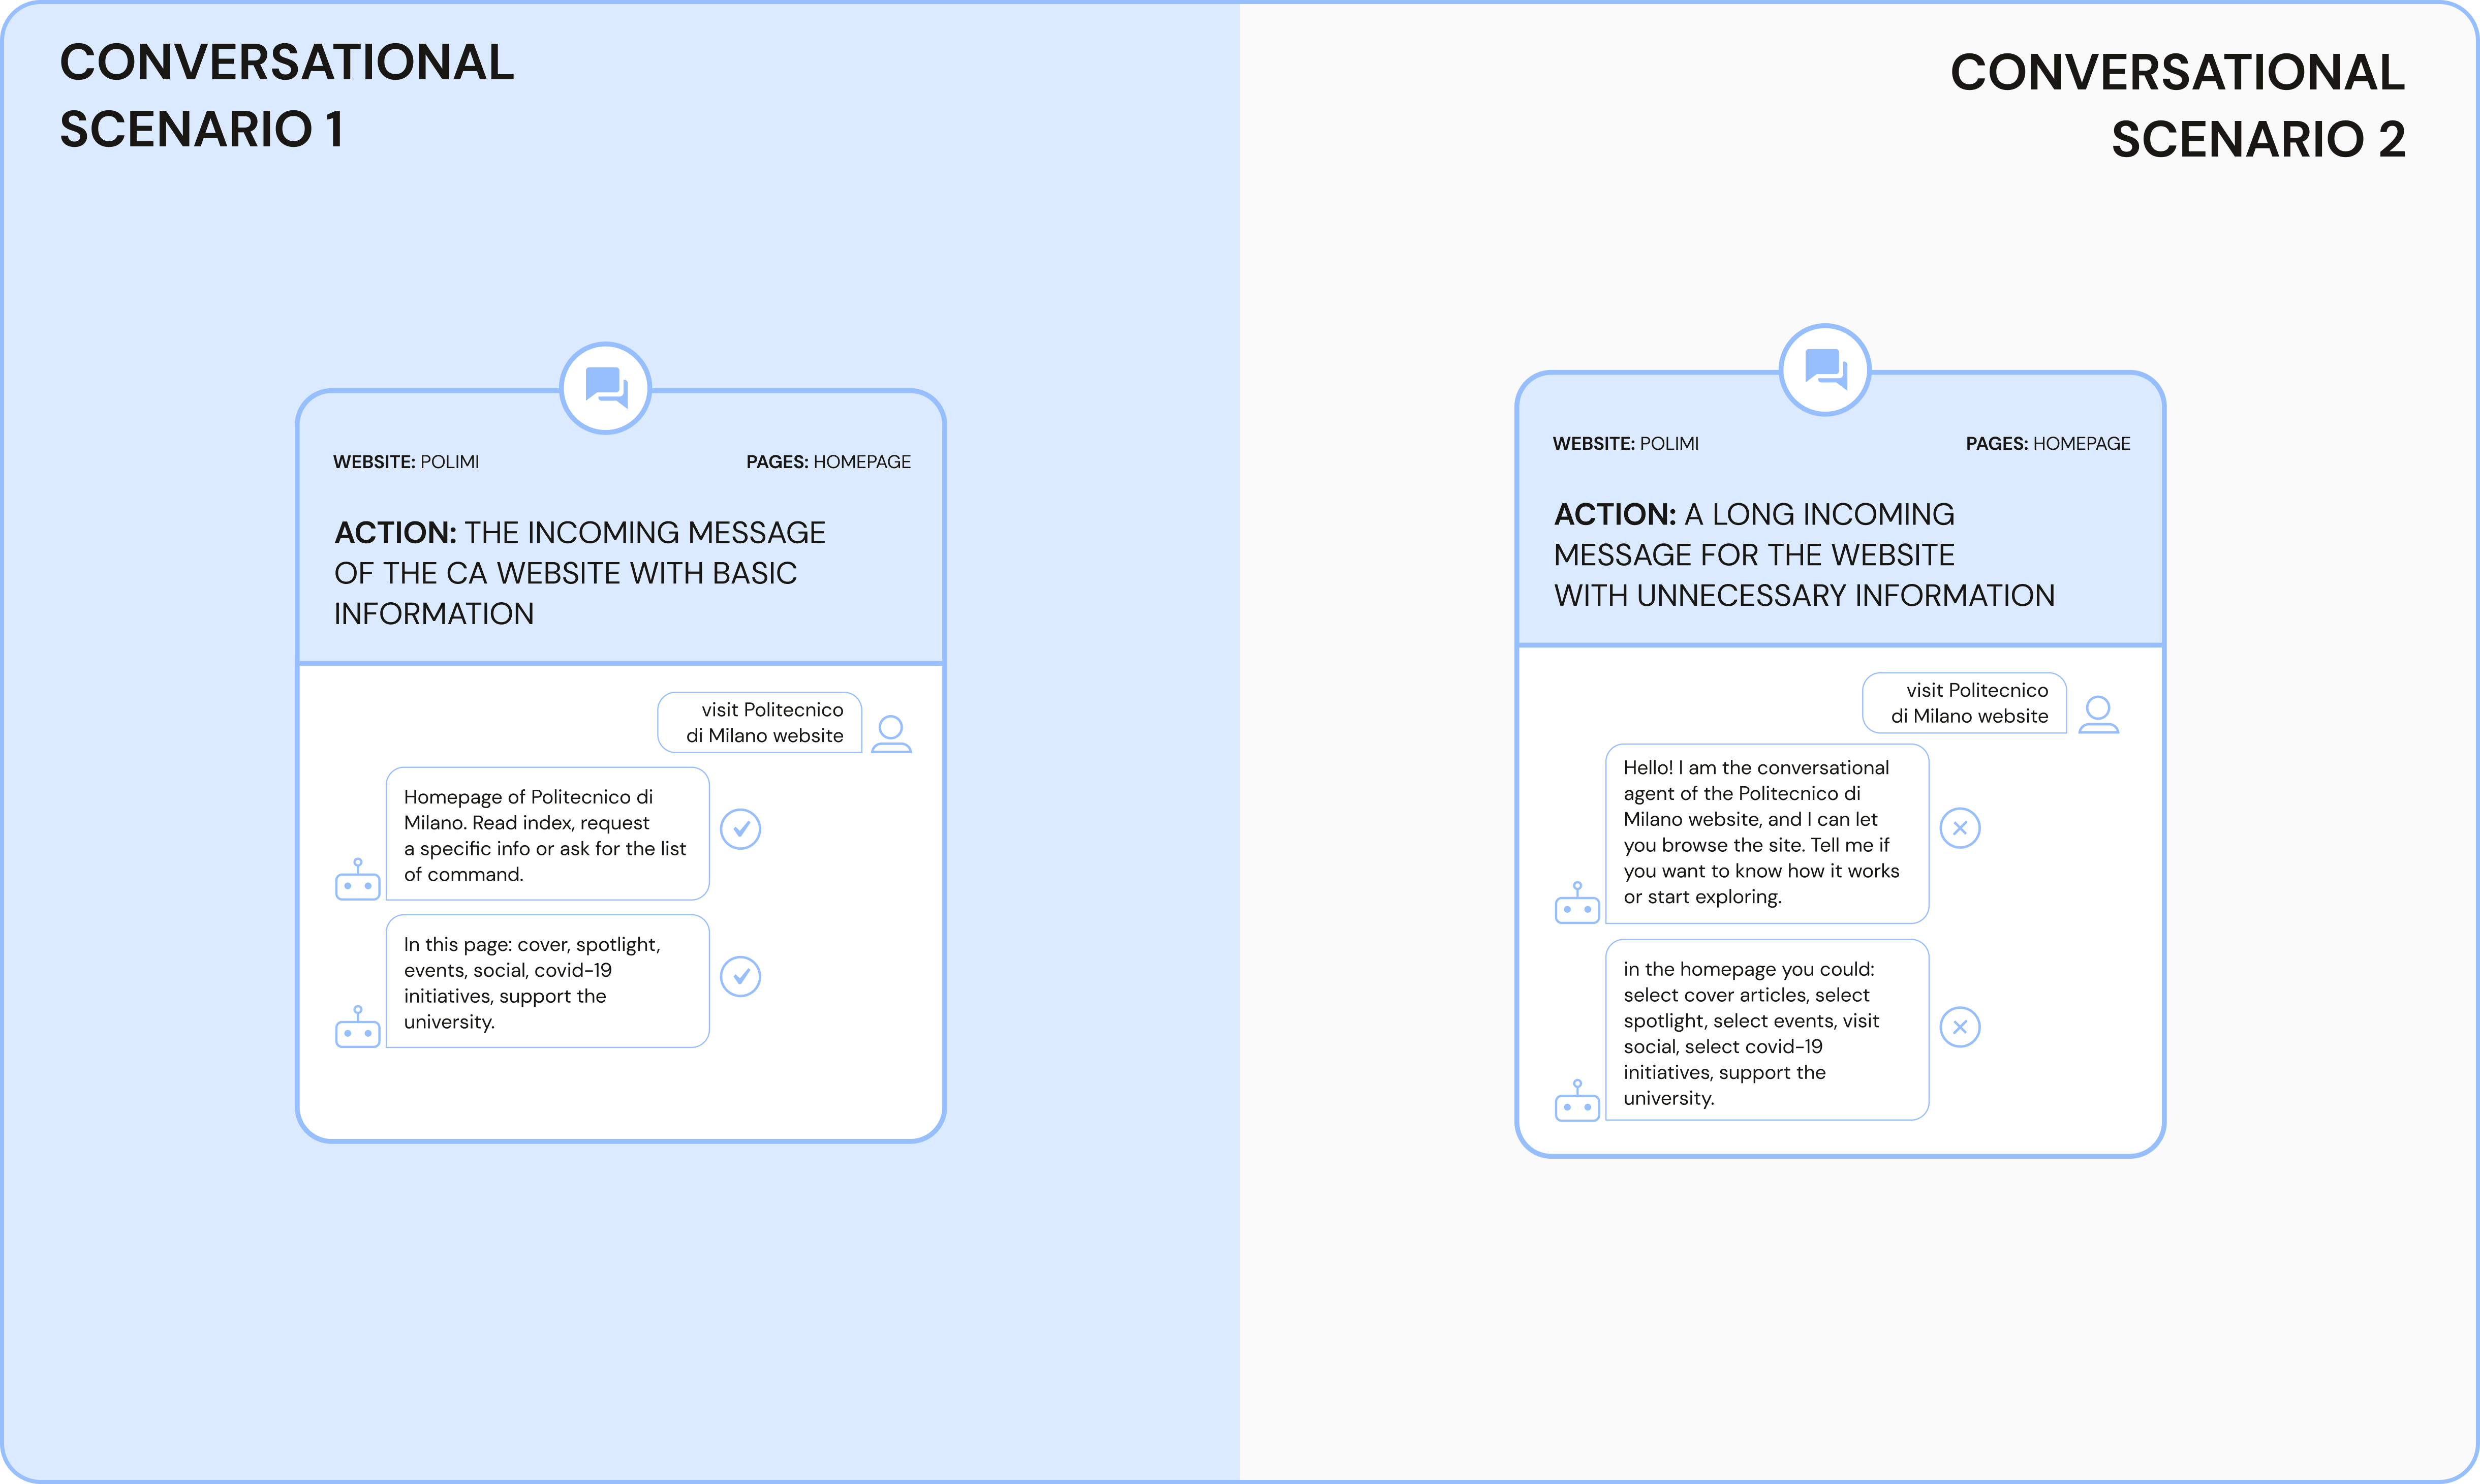 CONVERSATIONAL
SCENARIO 1
WEBSITE: POLIMI
PAGES: HOMEPAGE
ACTION: THE INCOMING MESSAGE
OF THE CA WEBSITE WITH BASIC
INFORMATION
visit Politecnico
di Milano website
Homepage of Politecnico di
Milano. Read index, request
a specific info or ask for the list
of command.
In this page: cover, spotlight,
events, social, covid-19
initiatives, support the
university.
CONVERSATIONAL
SCENARIO 2
WEBSITE: POLIMI
PAGES: HOMEPAGE
ACTION: A LONG INCOMING
MESSAGE FOR THE WEBSITE
WITH UNNECESSARY INFORMATION
visit Politecnico
di Milano website
Hello! I am the conversational
agent of the Politecnico di
Milano website, and I can let
you browse the site. Tell me if
you want to know how it works
or start exploring.
in the homepage you could:
select cover articles, select
spotlight, select events, visit
social, select covid-19
initiatives, support the
university.